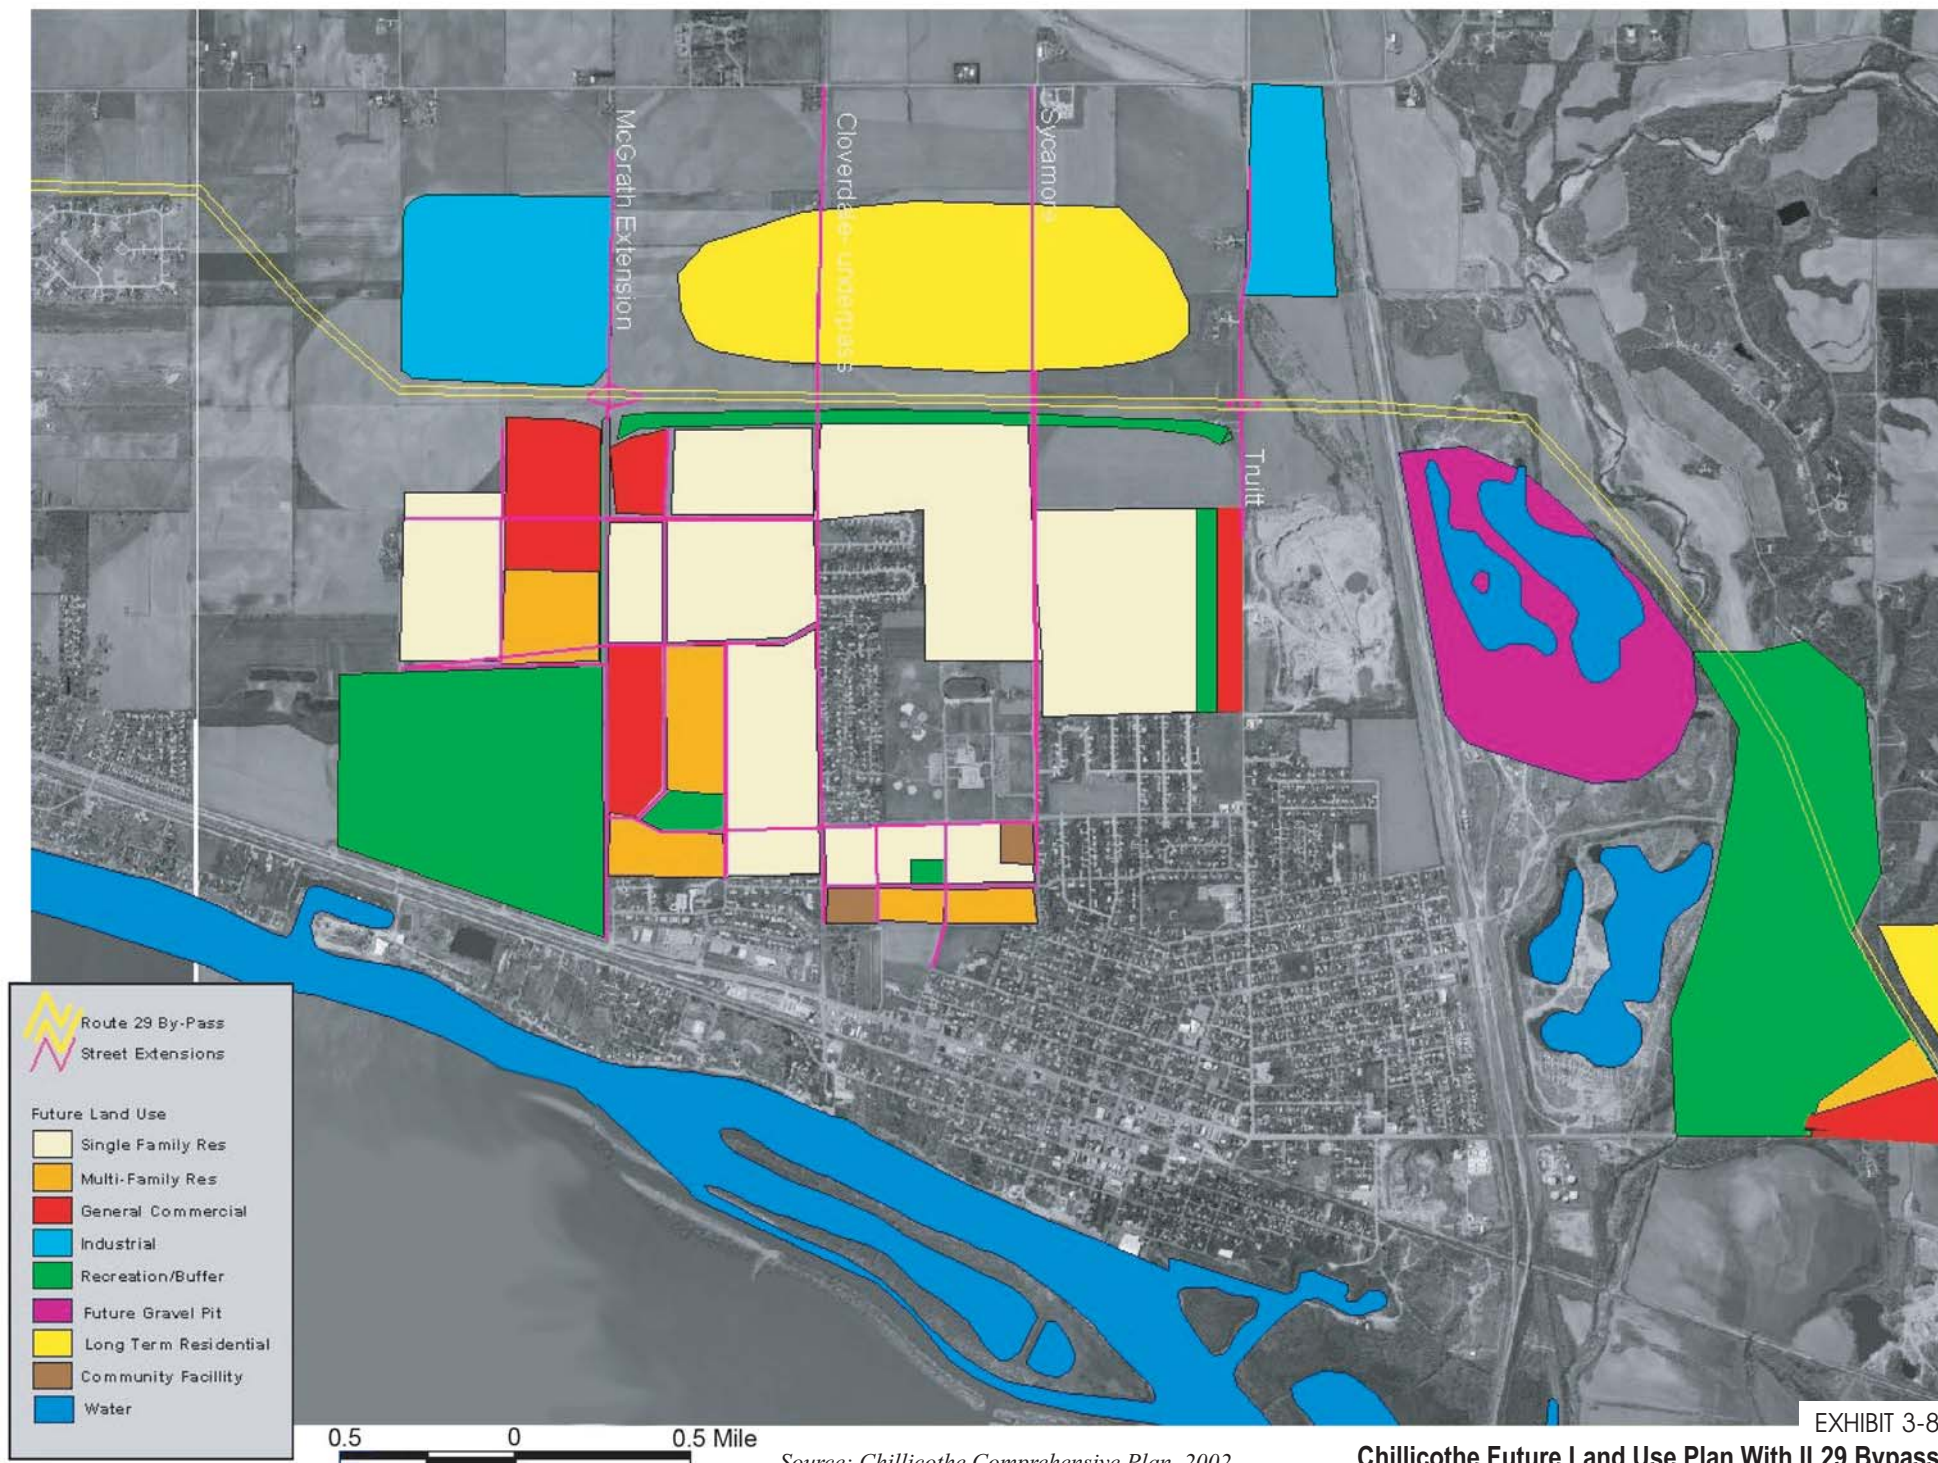 McGrath Extension
Cloverdale- underpass
Sycamore
Truitt
Route 29 By-Pass
Street Extensions
Future Land Use
Single Family Res
Multi-Family Res
General Commercial
Industrial
Recreation/Buffer
Future Gravel Pit
Long Term Residential
Community Facillity
Water
0.5 0 0.5 Mile
EXHIBIT 3-8
Source: Chillicothe Comprehensive Plan, 2002
Chillicothe Future Land Use Plan With IL 29 Bypass